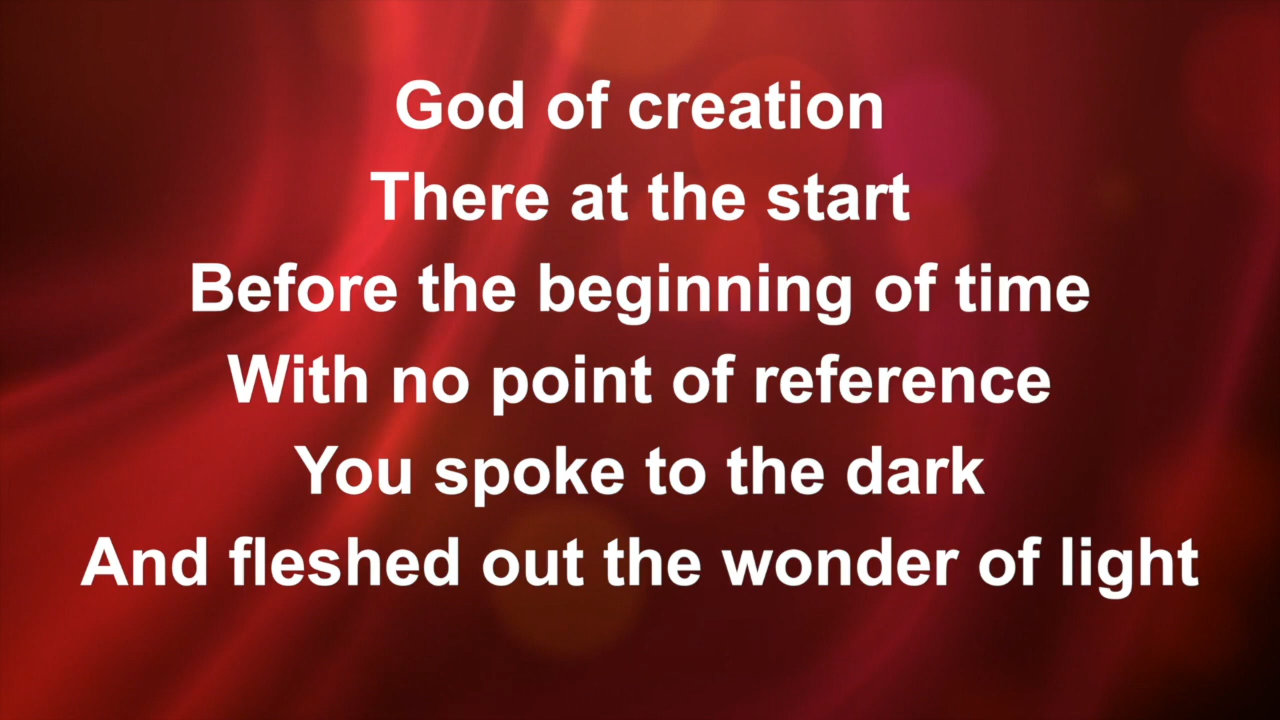 God of creation
There at the start
Before the beginning of time
With no point of reference
You spoke to the dark
And fleshed out the wonder of light